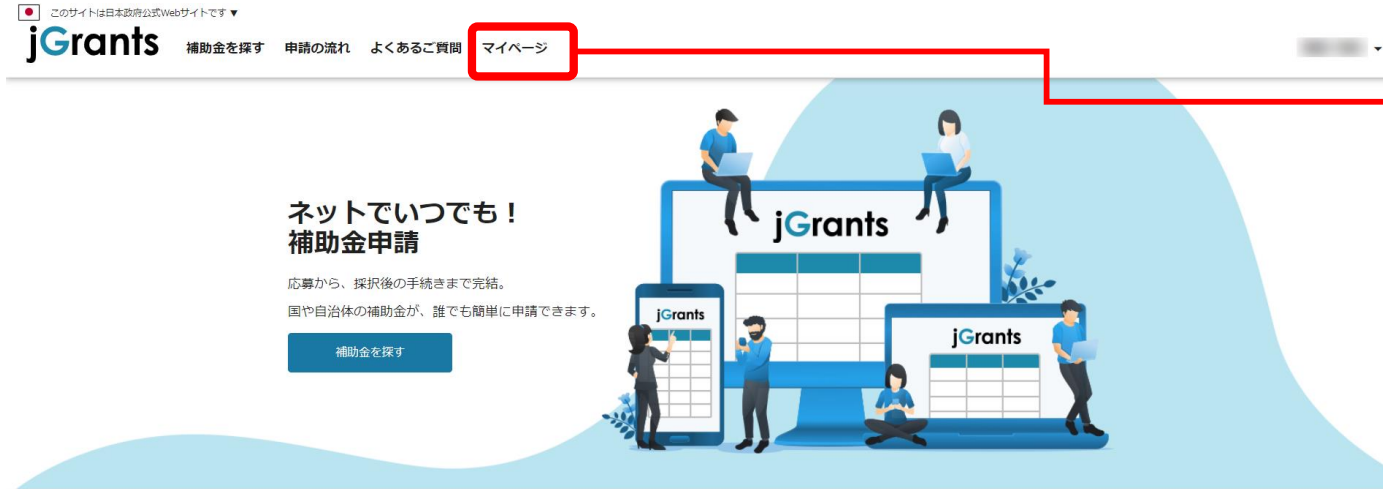 このサイトは日本政府公式Webサイトです ▼
jGrants 補助金を探す 申請の流れ よくあるご質問 マイページ
ネットでいつでも！
補助金申請
応募から、採択後の手続きまで完結。
国や自治体の補助金が、誰でも簡単に申請できます。
補助金を探す
jGrants
jGrants
jGrants